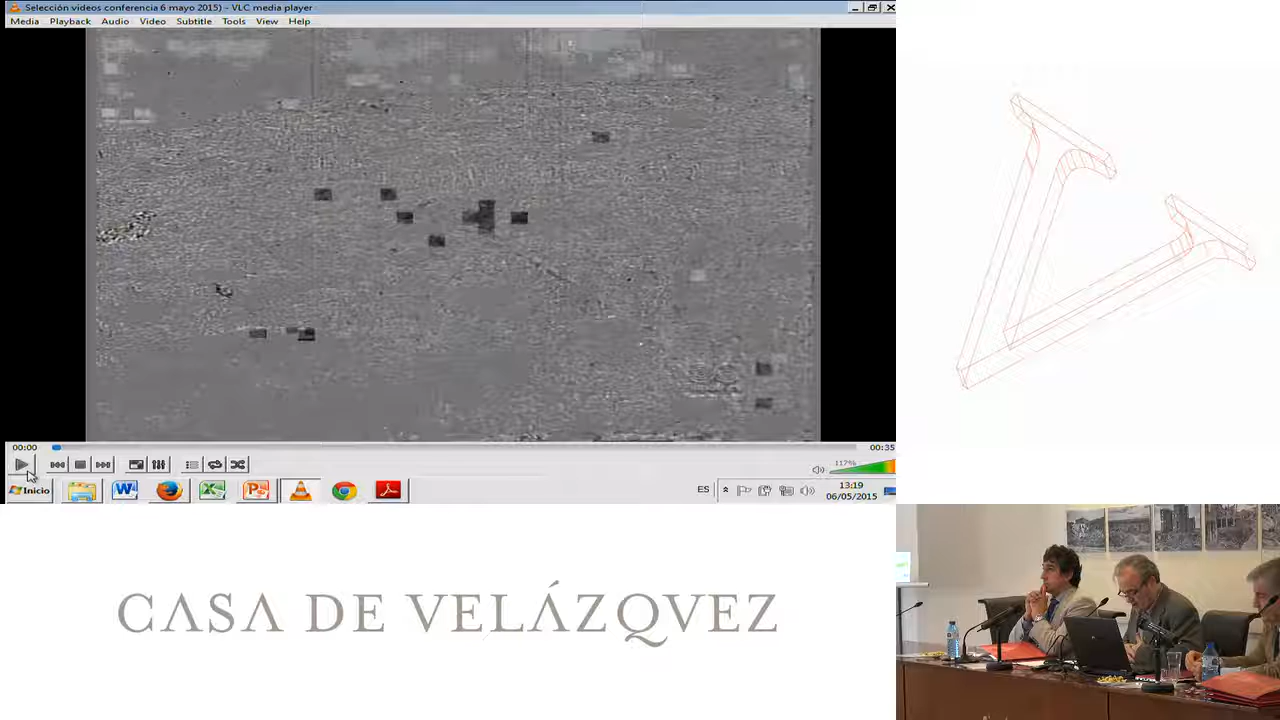 Selección videos conferencia 6 mayo 2015) - VLC media player
Media Playback Audio Video Subtitle Tools View Help
00:00
00:35
117%
Inicio
ES
13:19
06/05/2015
CASA DE VELÁZQVEZ